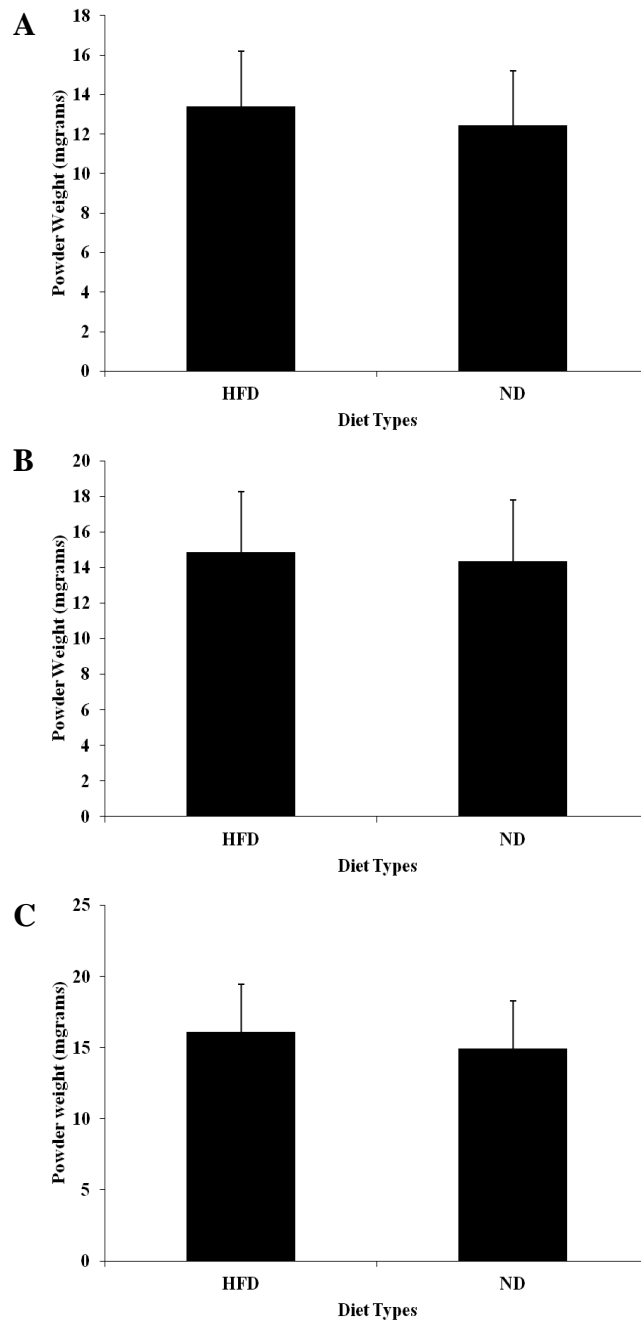 A
Powder Weight (mgrams)
18
16
14
12
10
8
6
4
2
0
HFD
ND
Diet Types
B
Powder Weight (mgrams)
20
18
16
14
12
10
8
6
4
2
0
HFD
ND
Diet Types
C
Powder weight (mgrams)
25
20
15
10
5
0
HFD
ND
Diet Types